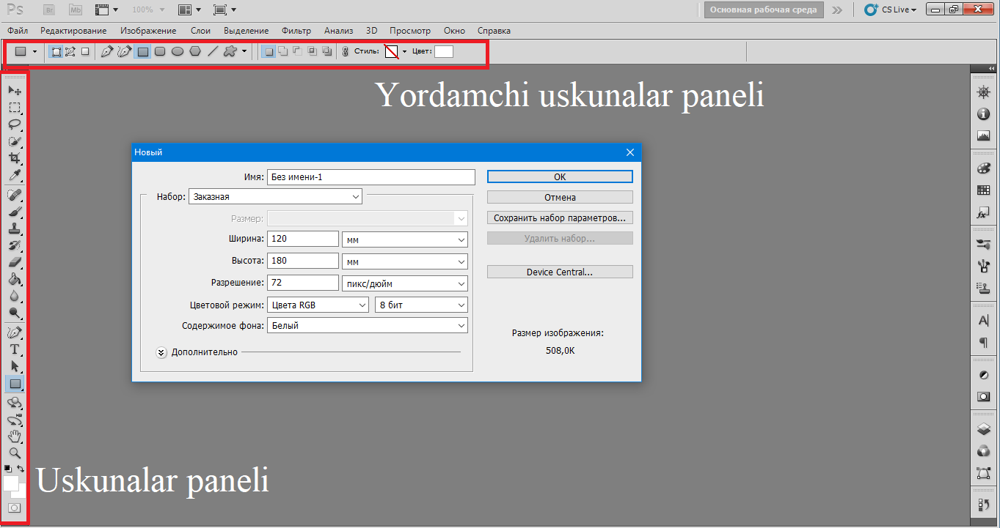 Ps Br Mb 100% Основная рабочая среда CS Live
Файл Редактирование Изображение Слои Выделение Фильтр Анализ 3D Просмотр Окно Справка
Стиль: Цвет:
Yordamchi uskunalar paneli
Новый
Имя: Без имени-1 OK
Набор: Заказная Отмена
Размер: Сохранить набор параметров...
Ширина: 120 мм Удалить набор...
Высота: 180 мм
Device Central...
Разрешение: 72 пикс/дюйм
Цветовой режим: Цвета RGB 8 бит
Содержимое фона: Белый
Размер изображения:
Дополнительно 508,0K
Uskunalar paneli